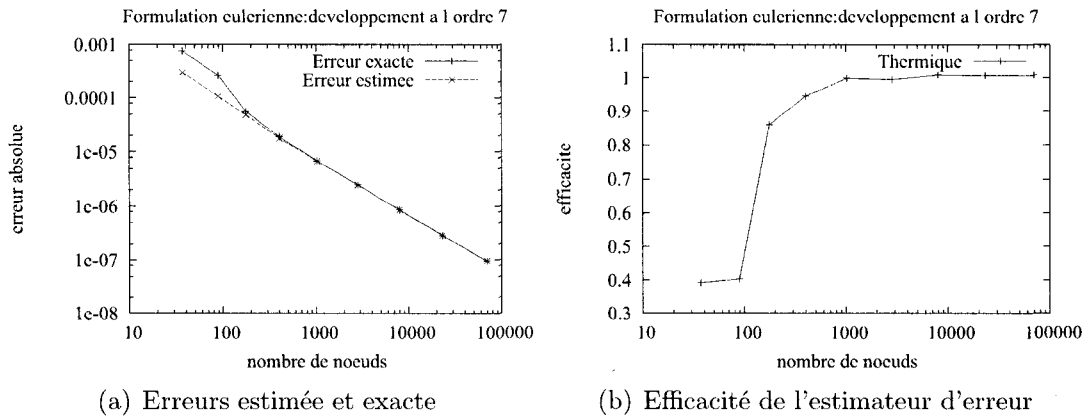 Formulation eulerienne:developpement a l ordre 7
0.001
0.0001
1e-05
1e-06
1e-07
1e-08
erreur absolue
Erreur exacte
Erreur estimee
10 100 1000 10000 100000
nombre de noeuds
(a) Erreurs estimée et exacte
Formulation eulerienne:developpement a l ordre 7
1.1
1
0.9
0.8
0.7
0.6
0.5
0.4
0.3
efficacite
Thermique
10 100 1000 10000 100000
nombre de noeuds
(b) Efficacité de l'estimateur d'erreur